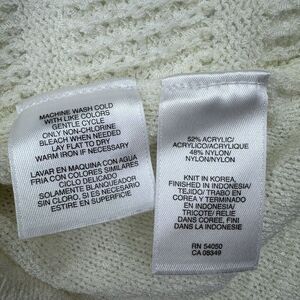 MACHINE WASH COLD
WITH LIKE COLORS
GENTLE CYCLE
ONLY NON-CHLORINE
BLEACH WHEN NEEDED
LAY FLAT TO DRY
WARM IRON IF NECESSARY
LAVAR EN MAQUINA CON AGUA
FRIA CON COLORES SIMILARES
CICLO DELICADO
SOLAMENTE BLANQUEADOR
SIN CLORO, SI ES NECESARIO
ESTIRE EN SUPERFICIE
52% ACRYLIC/
ACRILICO/ACRYLIQUE
48% NYLON/
NYLON/NYLON
KNIT IN KOREA,
FINISHED IN INDONESIA/
TEJIDO/ TRABO EN
COREA Y TERMINADO
EN INDONESIA/
TRICOTE/ RELIE
DANS COREE, FINI
DANS LA INDONESIE
RN 54050
CA 08349